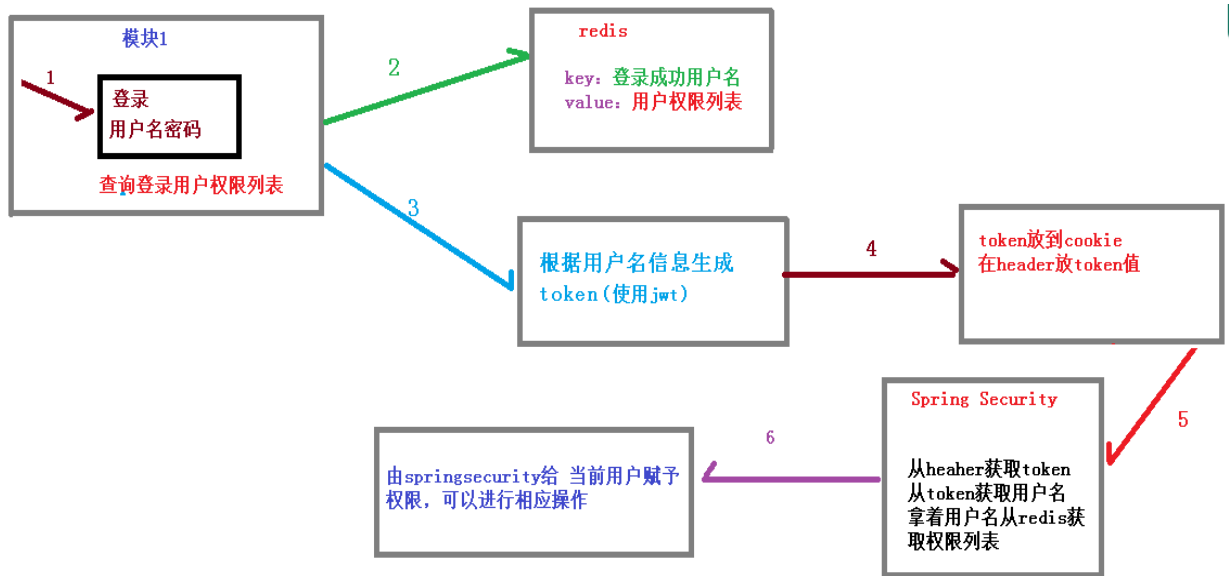 模块1
1
登录
用户名密码
查询登录用户权限列表
2
redis
key: 登录成功用户名
value: 用户权限列表
3
根据用户名信息生成
token(使用jwt)
4
token放到cookie
在header放token值
5
Spring Security
从heaher获取token
从token获取用户名
拿着用户名从redis获
取权限列表
6
由springsecurity给 当前用户赋予
权限，可以进行相应操作